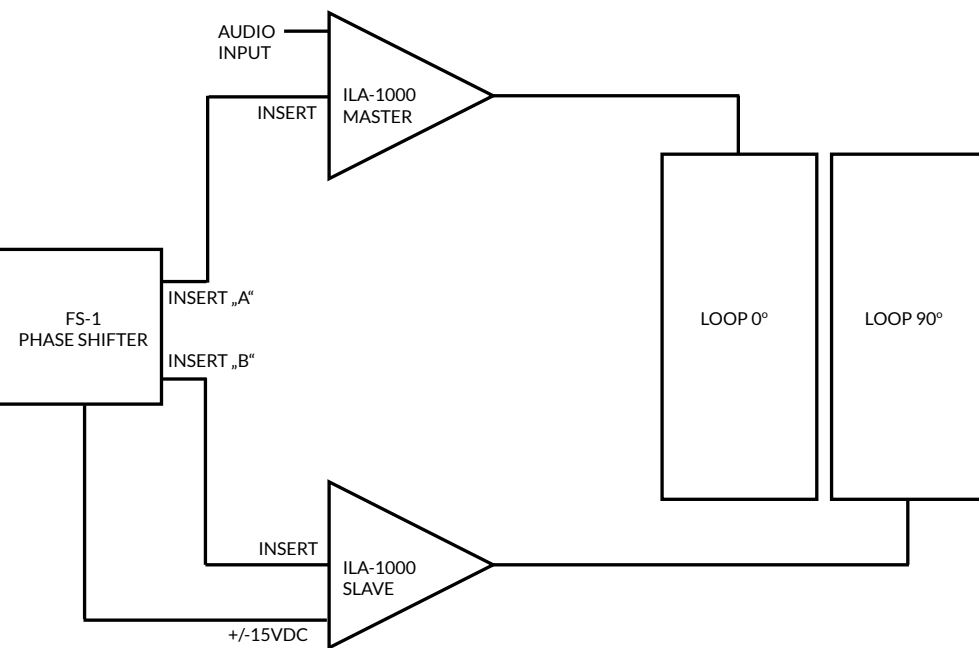 AUDIO
INPUT
INSERT
ILA-1000
MASTER
INSERT „A“
FS-1
PHASE SHIFTER
LOOP 0°
LOOP 90°
INSERT „B“
INSERT
ILA-1000
SLAVE
+/-15VDC